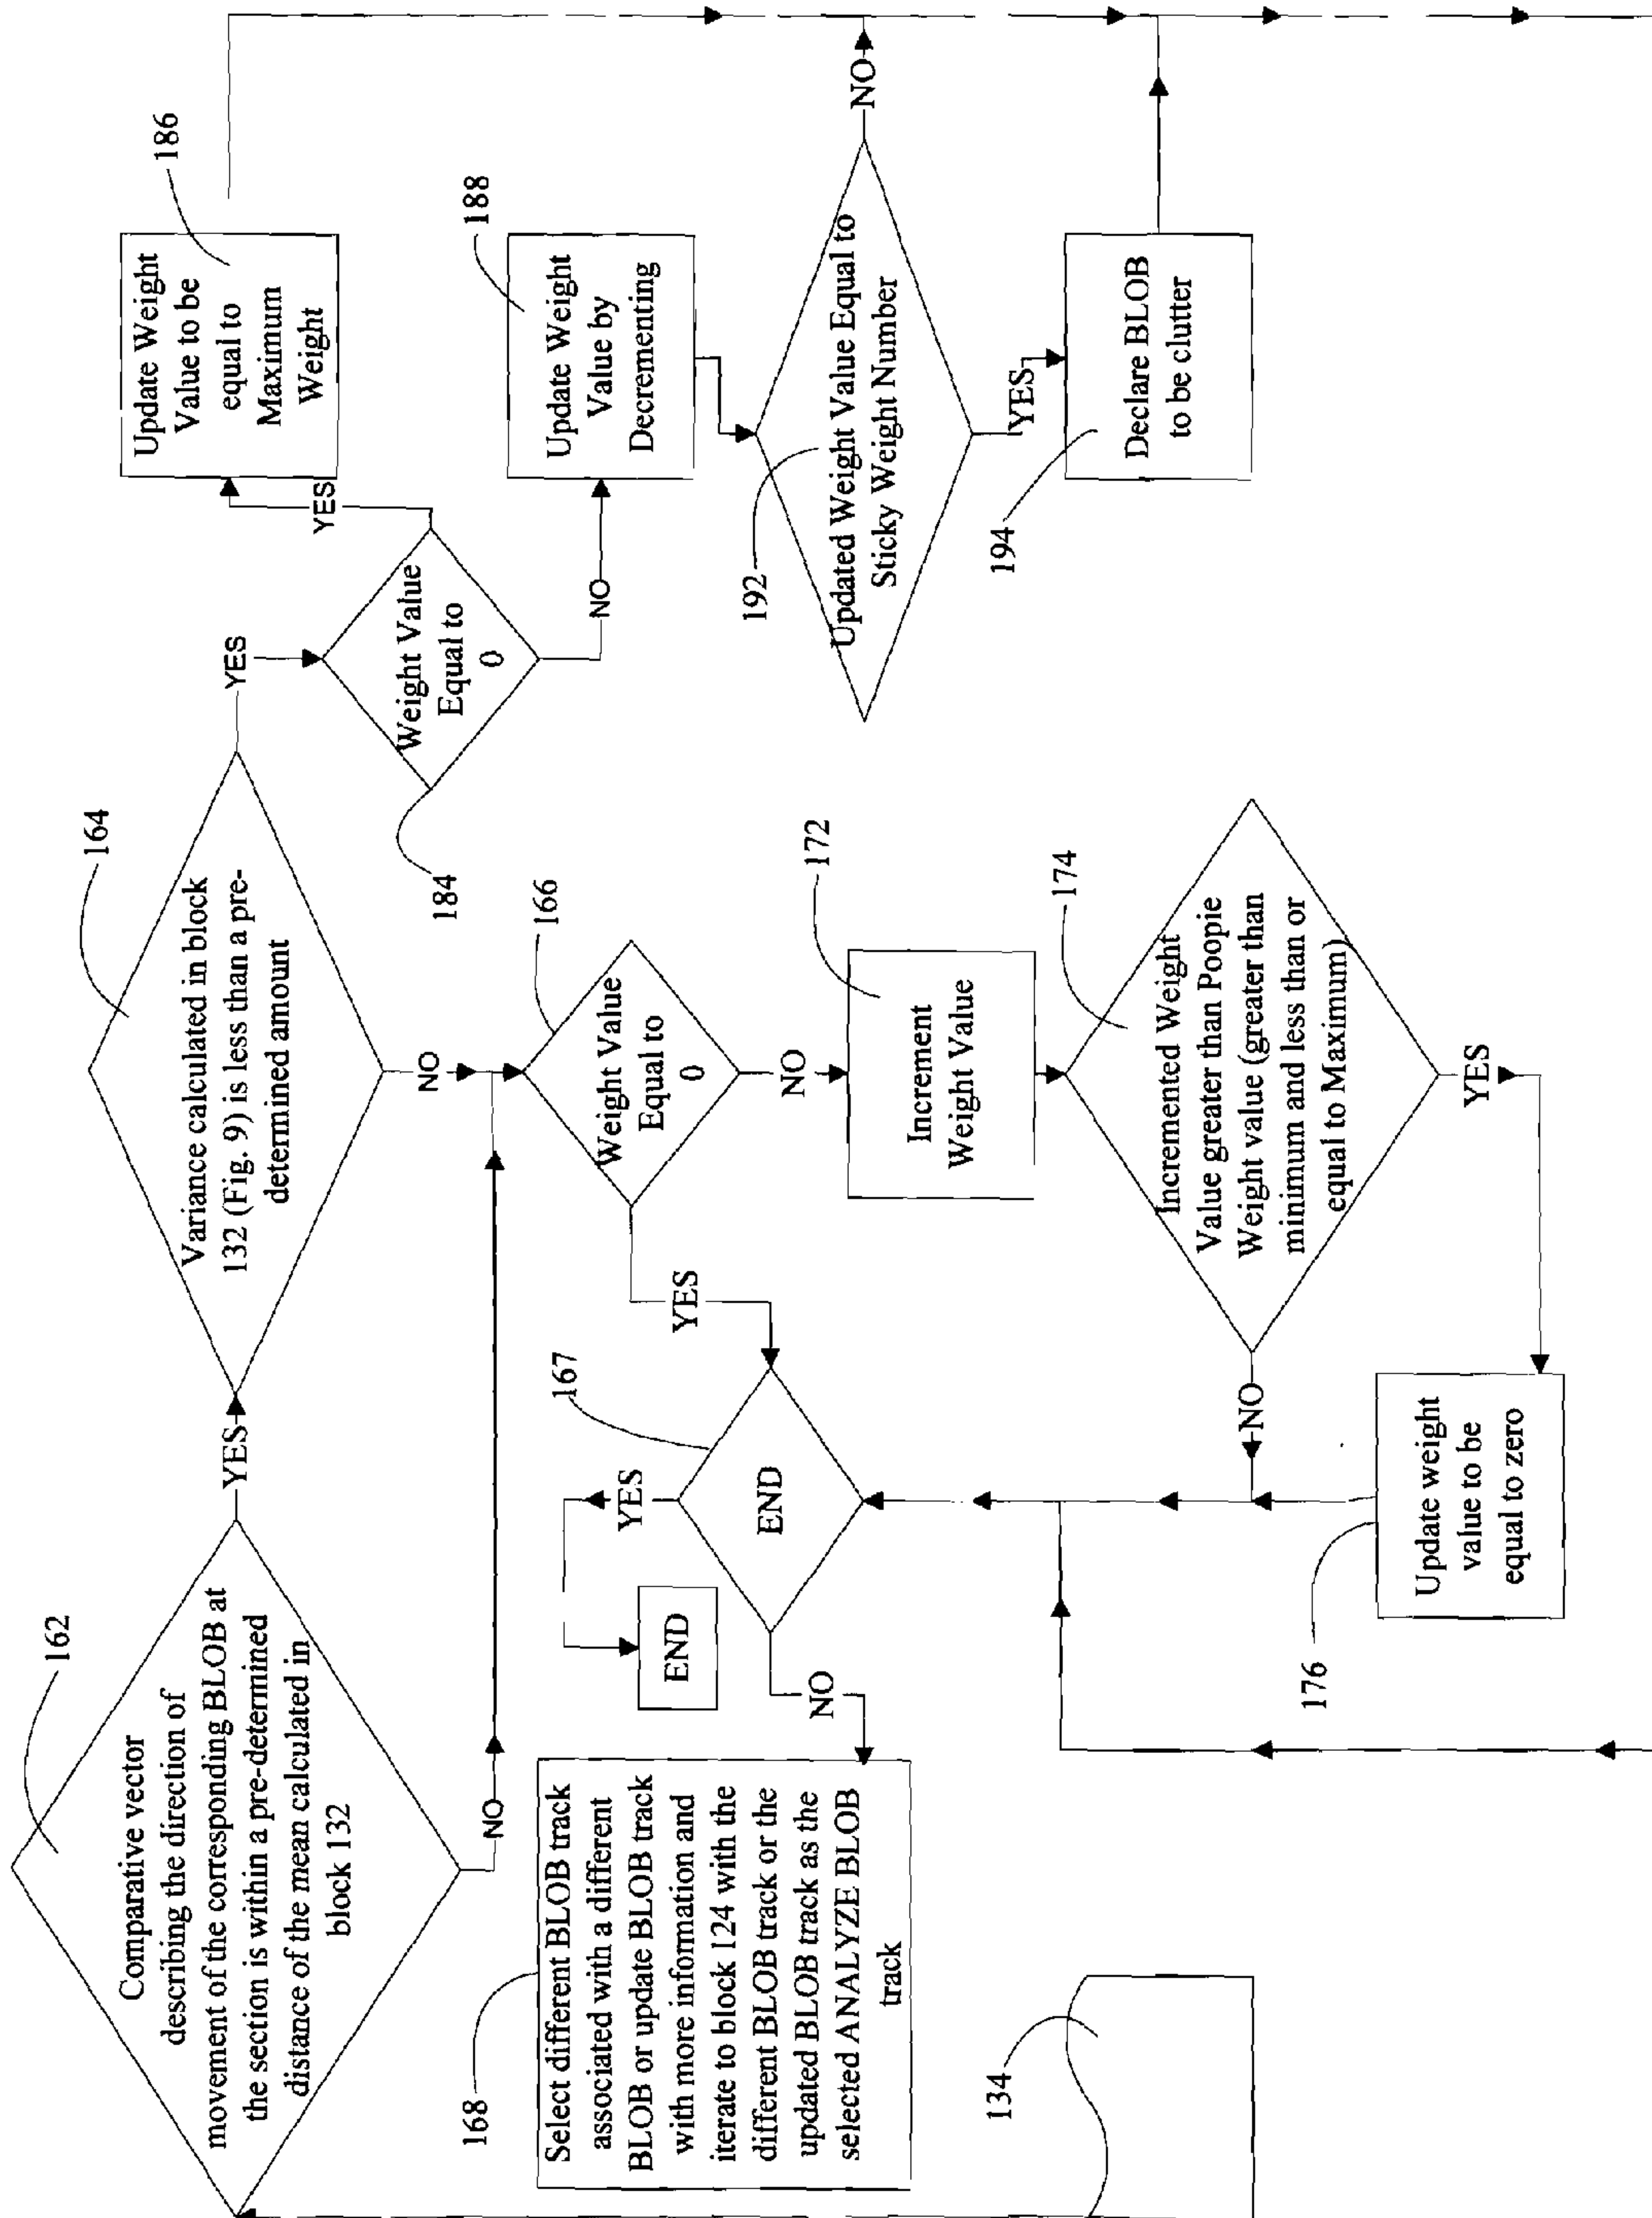 162
Comparative vector
describing the direction of
movement of the corresponding BLOB at
the section is within a pre-determined
distance of the mean calculated in
block 132
YES
NO
164
Variance calculated in block
132 (Fig. 9) is less than a pre-
determined amount
YES
NO
184
Weight Value
Equal to
0
YES
NO
186
Update Weight
Value to be
equal to
Maximum
Weight
188
Update Weight
Value by
Decrementing
192
Updated Weight Value Equal to
Sticky Weight Number
NO
YES
194
Declare BLOB
to be clutter
166
Weight Value
Equal to
0
YES
NO
172
Increment
Weight Value
174
Incremented Weight
Value greater than Poopie
Weight value (greater than
minimum and less than or
equal to Maximum)
NO
YES
176
Update weight
value to be
equal to zero
167
END
YES
END
NO
168
Select different BLOB track
associated with a different
BLOB or update BLOB track
with more information and
iterate to block 124 with the
different BLOB track or the
updated BLOB track as the
selected ANALYZE BLOB
track
134